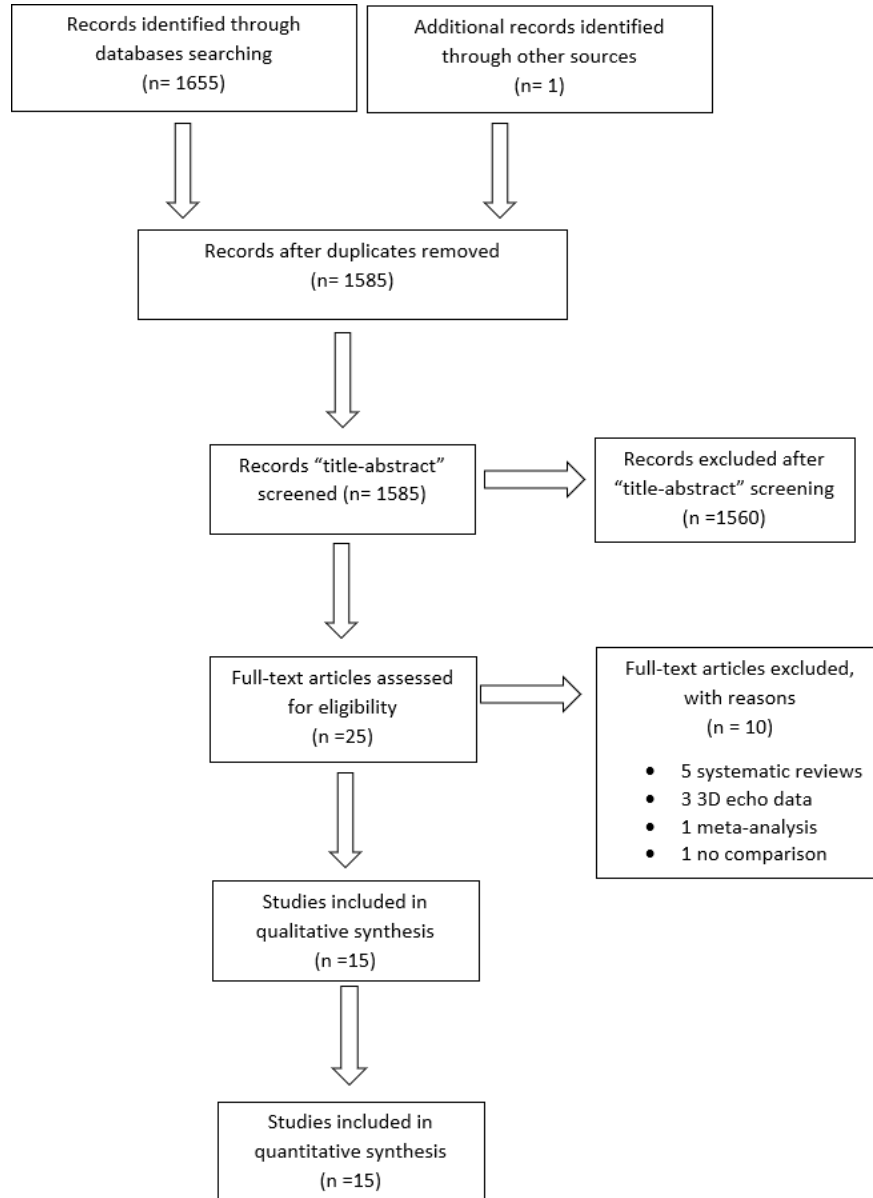 Records identified through
databases searching
(n= 1655)
Additional records identified
through other sources
(n= 1)
Records after duplicates removed
(n= 1585)
Records “title-abstract”
screened (n= 1585)
Records excluded after
“title-abstract” screening
(n =1560)
Full-text articles assessed
for eligibility
(n =25)
Full-text articles excluded,
with reasons
(n = 10)
• 5 systematic reviews
• 3 3D echo data
• 1 meta-analysis
• 1 no comparison
Studies included in
qualitative synthesis
(n =15)
Studies included in
quantitative synthesis
(n =15)